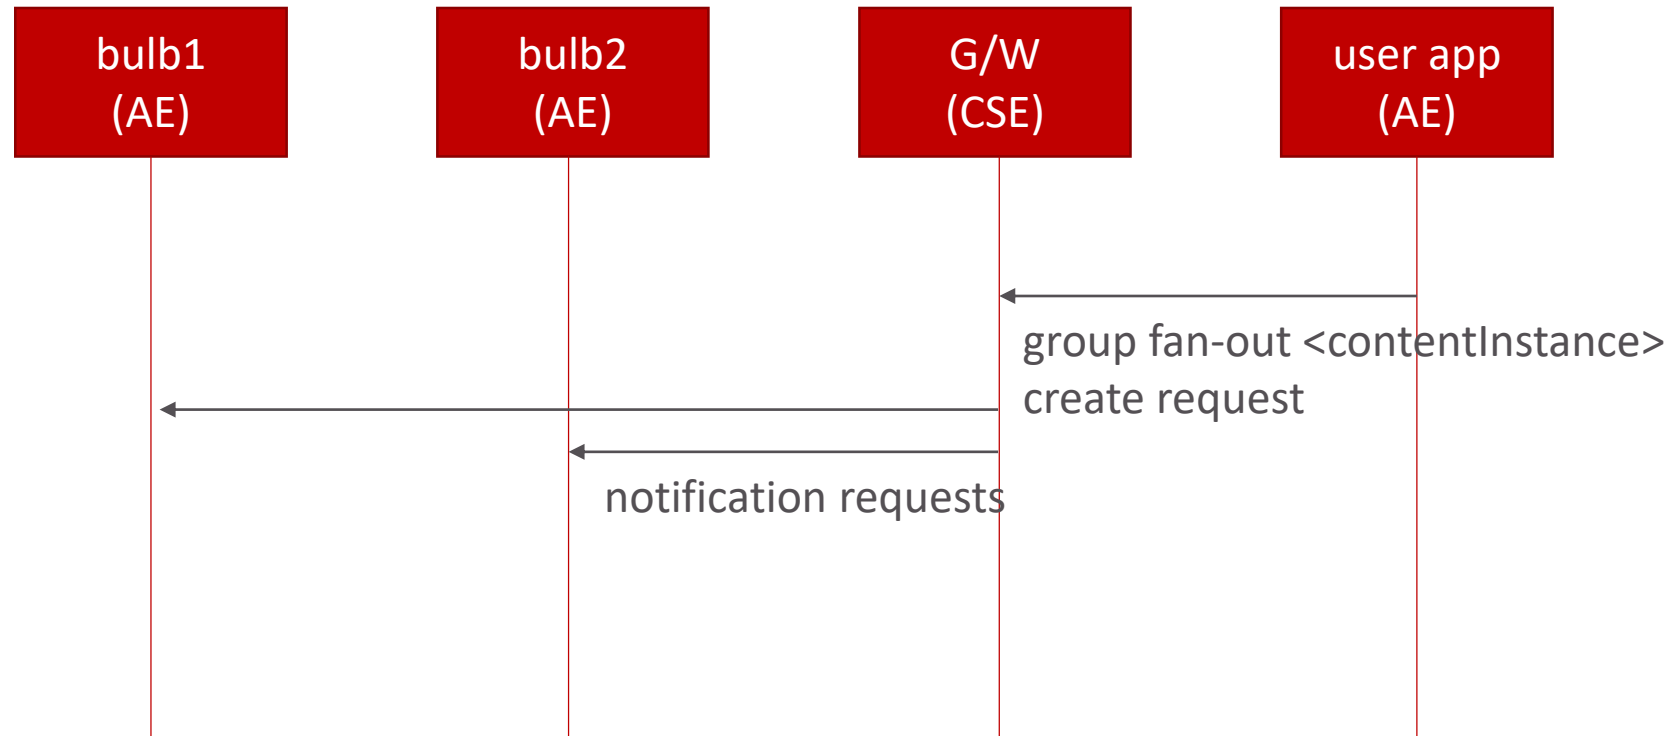 bulb1
(AE)
bulb2
(AE)
G/W
(CSE)
user app
(AE)
group fan-out <contentInstance>
create request
notification requests